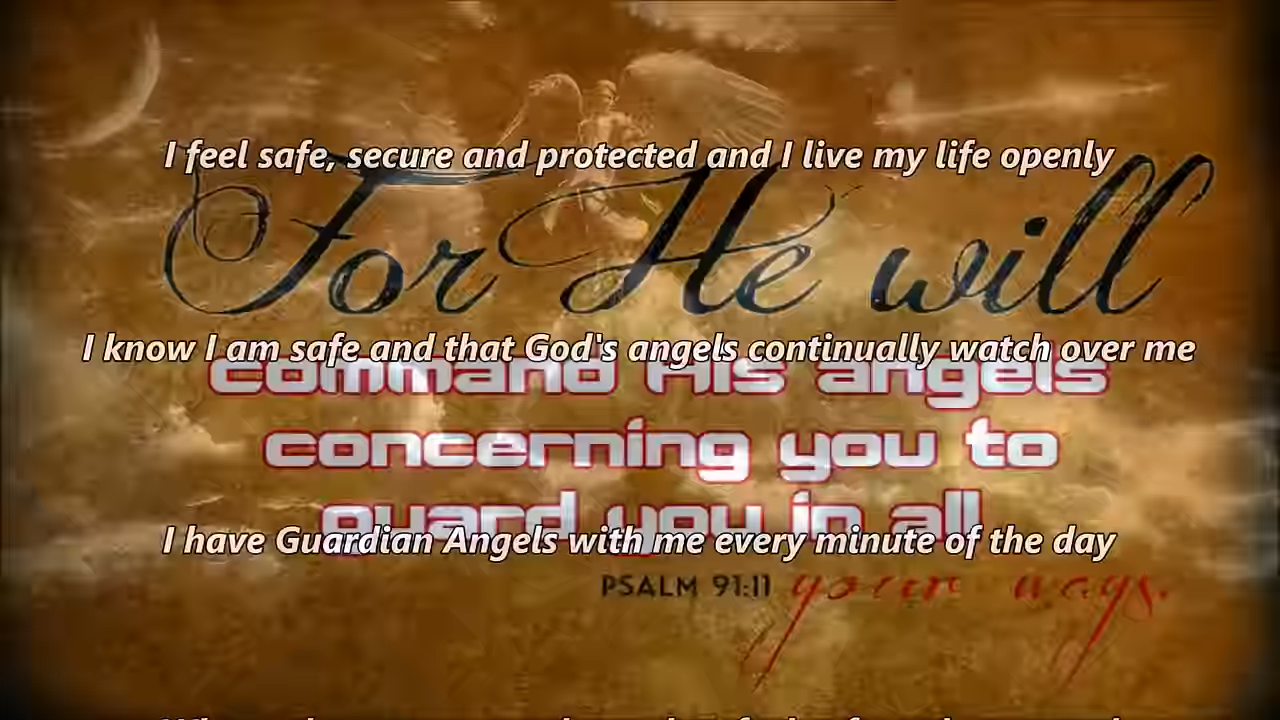 I feel safe, secure and protected and I live my life openly
For He will
I know I am safe and that God's angels continually watch over me
command His angels
concerning you to
guard you in all
I have Guardian Angels with me every minute of the day
PSALM 91:11 your ways.